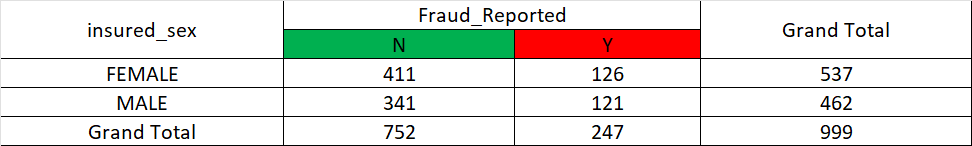 insured_sex Fraud_Reported Grand Total
N Y
FEMALE 411 126 537
MALE 341 121 462
Grand Total 752 247 999